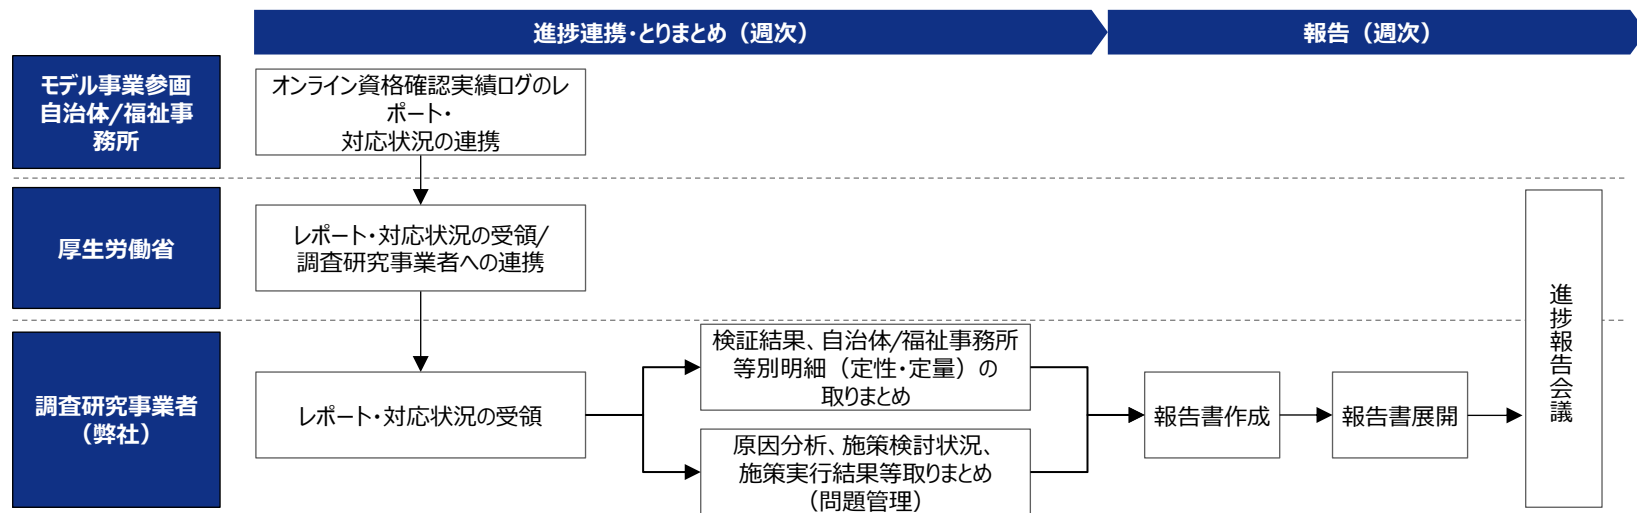 進捗連携・とりまとめ（週次）
報告（週次）
モデル事業参画
自治体/福祉事
務所
オンライン資格確認実績ログのレ
ポート・
対応状況の連携
厚生労働省
レポート・対応状況の受領/
調査研究事業者への連携
調査研究事業者
（弊社）
レポート・対応状況の受領
検証結果、自治体/福祉事務所
等別明細（定性・定量）の
取りまとめ
原因分析、施策検討状況、
施策実行結果等取りまとめ
（問題管理）
報告書作成
報告書展開
進捗報告会議